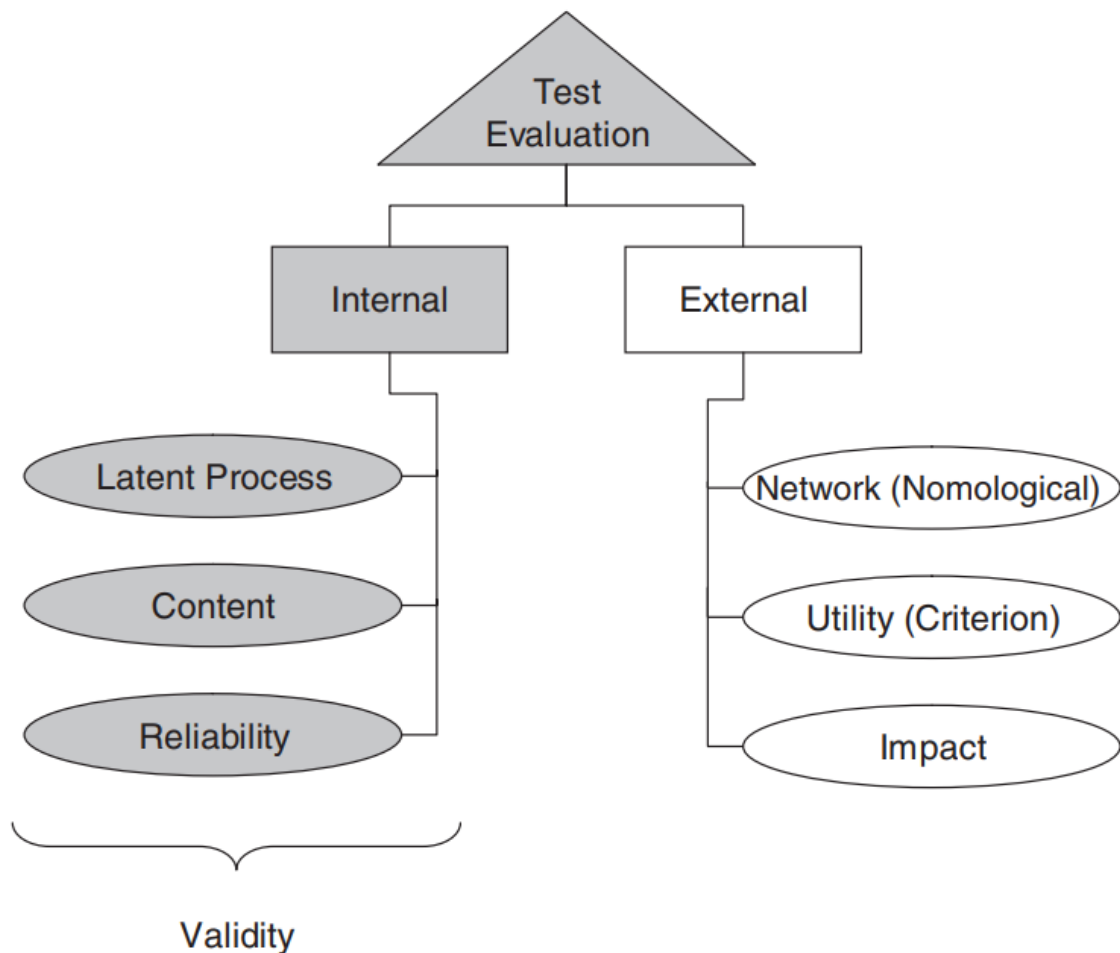 Test
Evaluation
Internal
External
Latent Process
Content
Reliability
Network (Nomological)
Utility (Criterion)
Impact
Validity